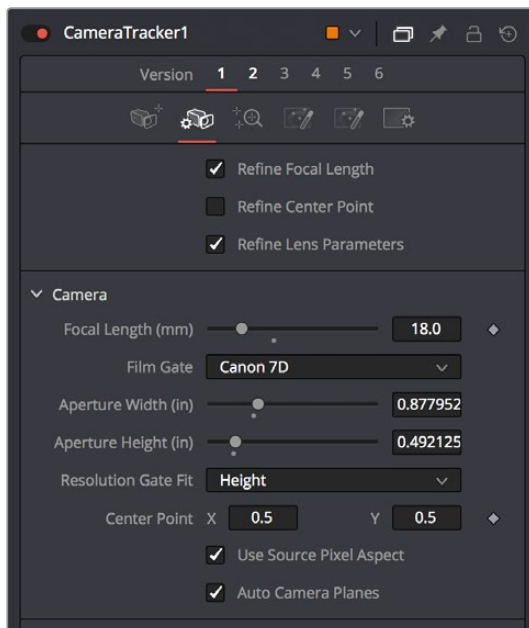 CameraTracker1
Version 1 2 3 4 5 6
Refine Focal Length
Refine Center Point
Refine Lens Parameters
Camera
Focal Length (mm) 18.0
Film Gate Canon 7D
Aperture Width (in) 0.877952
Aperture Height (in) 0.492125
Resolution Gate Fit Height
Center Point X 0.5 Y 0.5
Use Source Pixel Aspect
Auto Camera Planes